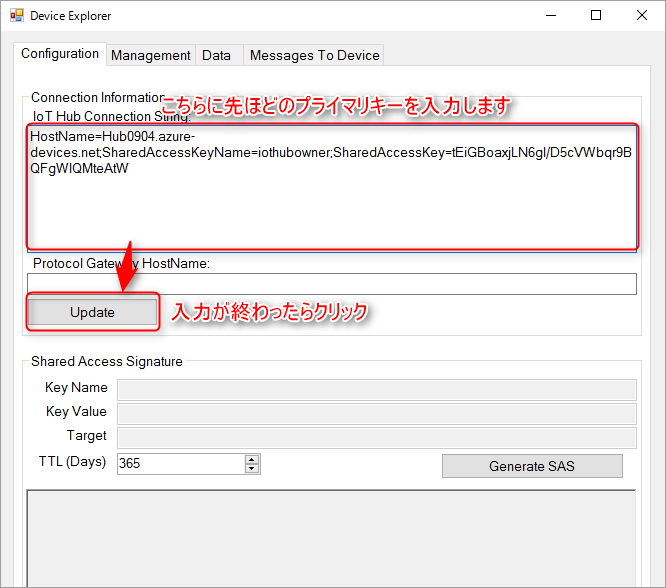 Device Explorer
Configuration Management Data Messages To Device
Connection Information
こちらに先ほどのプライマリキーを入力します
IoT Hub Connection String:
HostName=Hub0904.azure-
devices.net;SharedAccessKeyName=iothubowner;SharedAccessKey=tEiGBoaxjLN6gl/D5cVWbqr9B
QFgWIQMteAtW
Protocol Gateway HostName:
Update
入力が終わったらクリック
Shared Access Signature
Key Name
Key Value
Target
TTL (Days) 365
Generate SAS